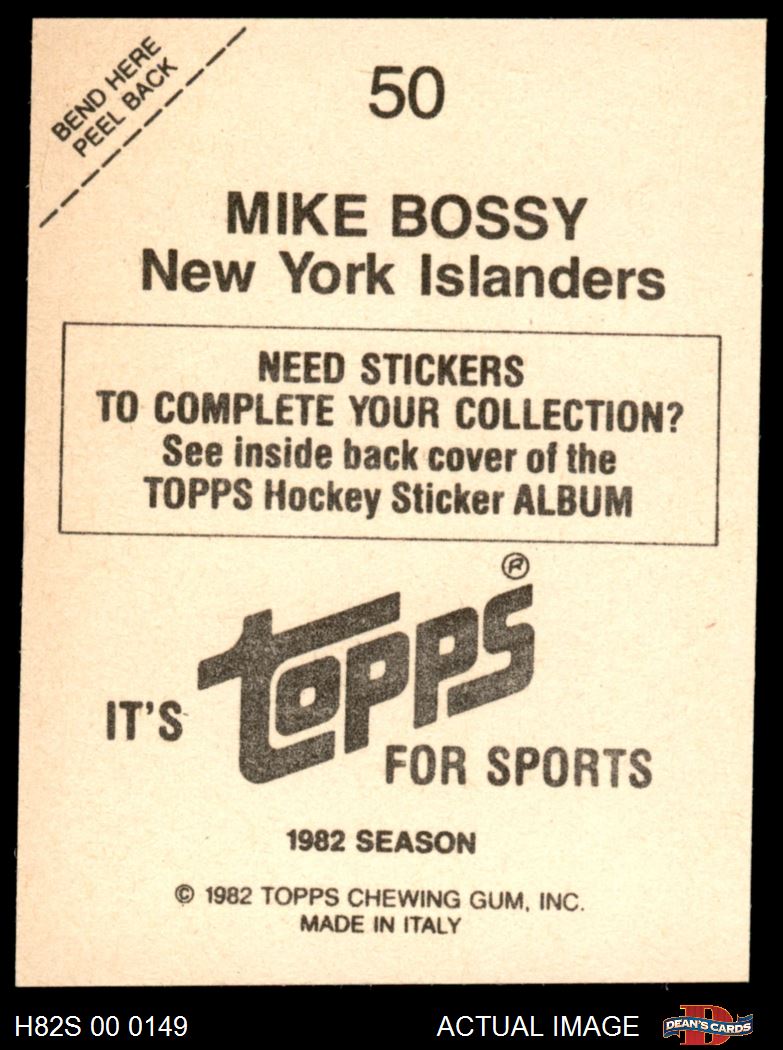 BEND HERE
PEEL BACK
50
MIKE BOSSY
New York Islanders
NEED STICKERS
TO COMPLETE YOUR COLLECTION?
See inside back cover of the
TOPPS Hockey Sticker ALBUM
®
IT'S topps FOR SPORTS
1982 SEASON
© 1982 TOPPS CHEWING GUM, INC.
MADE IN ITALY
H82S 00 0149
ACTUAL IMAGE
D
DEAN'S CARDS